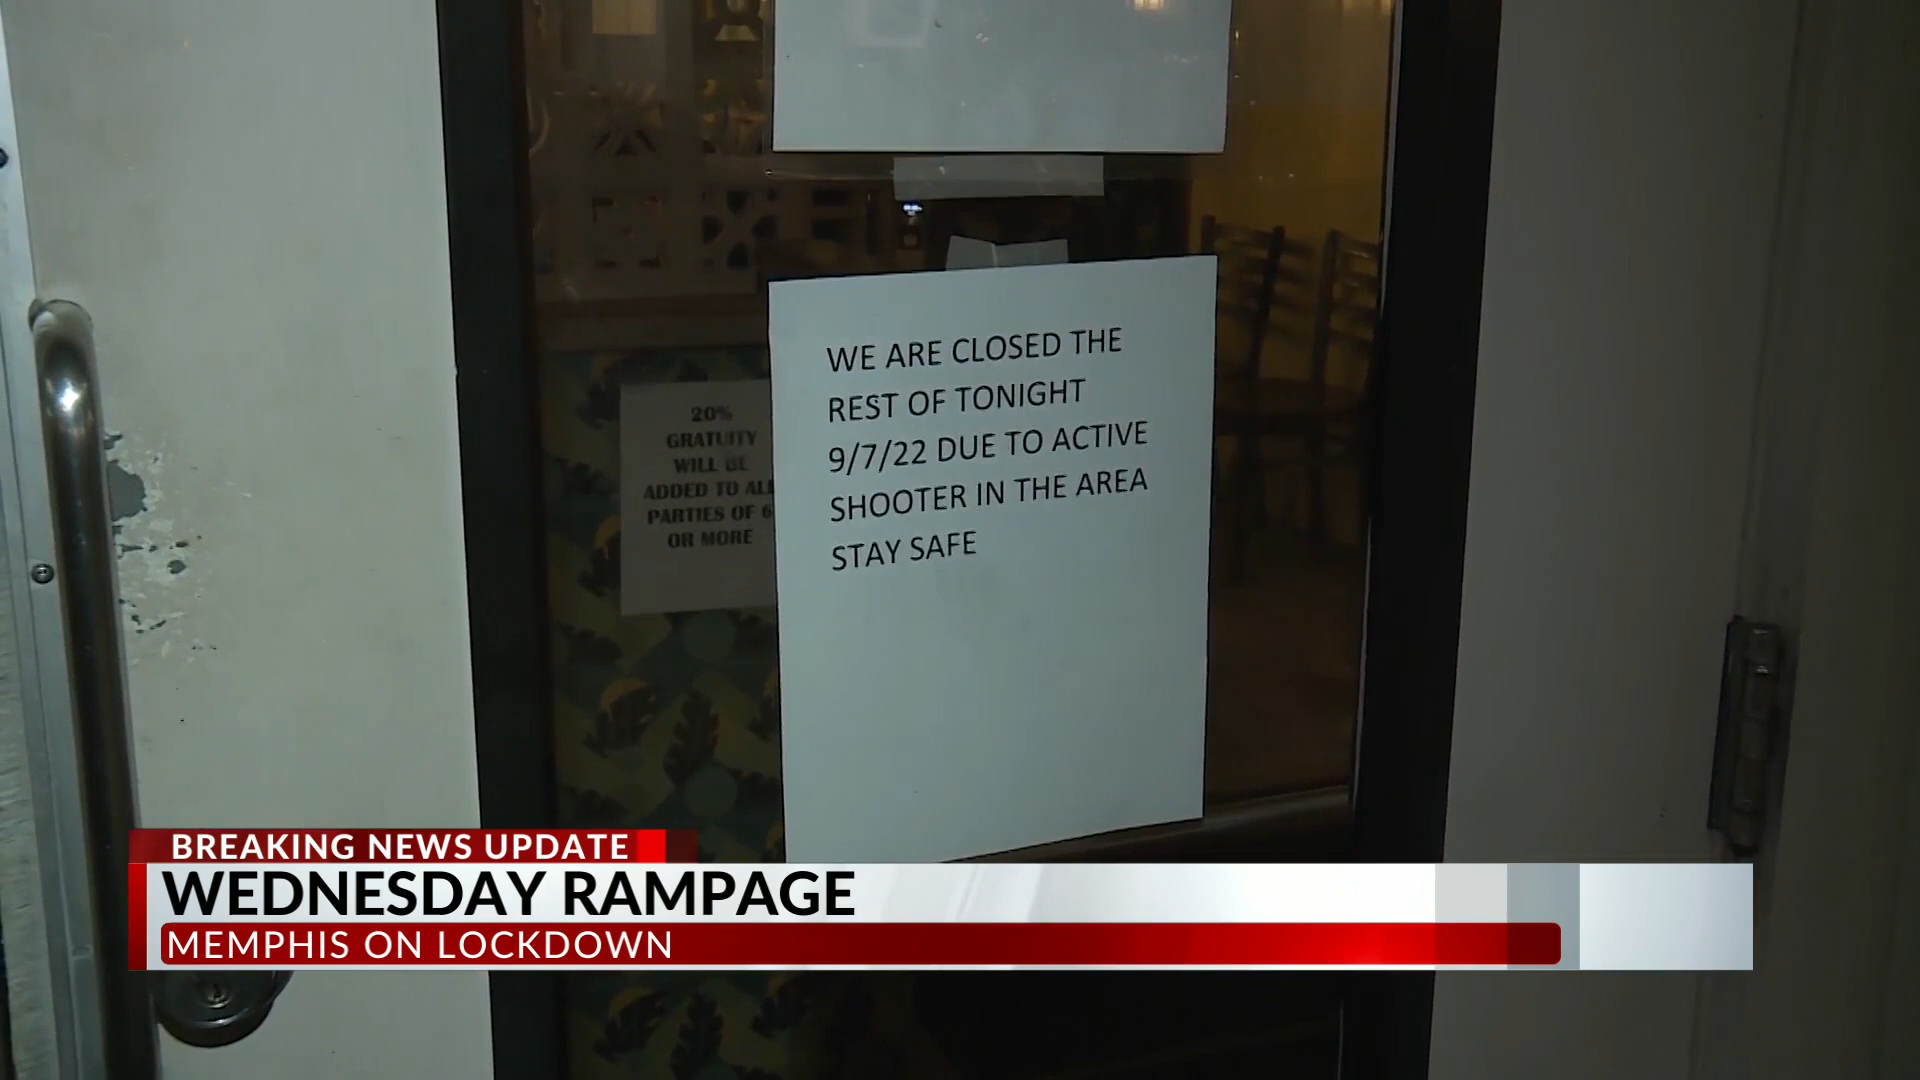 20%
GRATUITY
WILL BE
ADDED TO ALL
PARTIES OF 6
OR MORE
WE ARE CLOSED THE
REST OF TONIGHT
9/7/22 DUE TO ACTIVE
SHOOTER IN THE AREA
STAY SAFE
BREAKING NEWS UPDATE
WEDNESDAY RAMPAGE
MEMPHIS ON LOCKDOWN